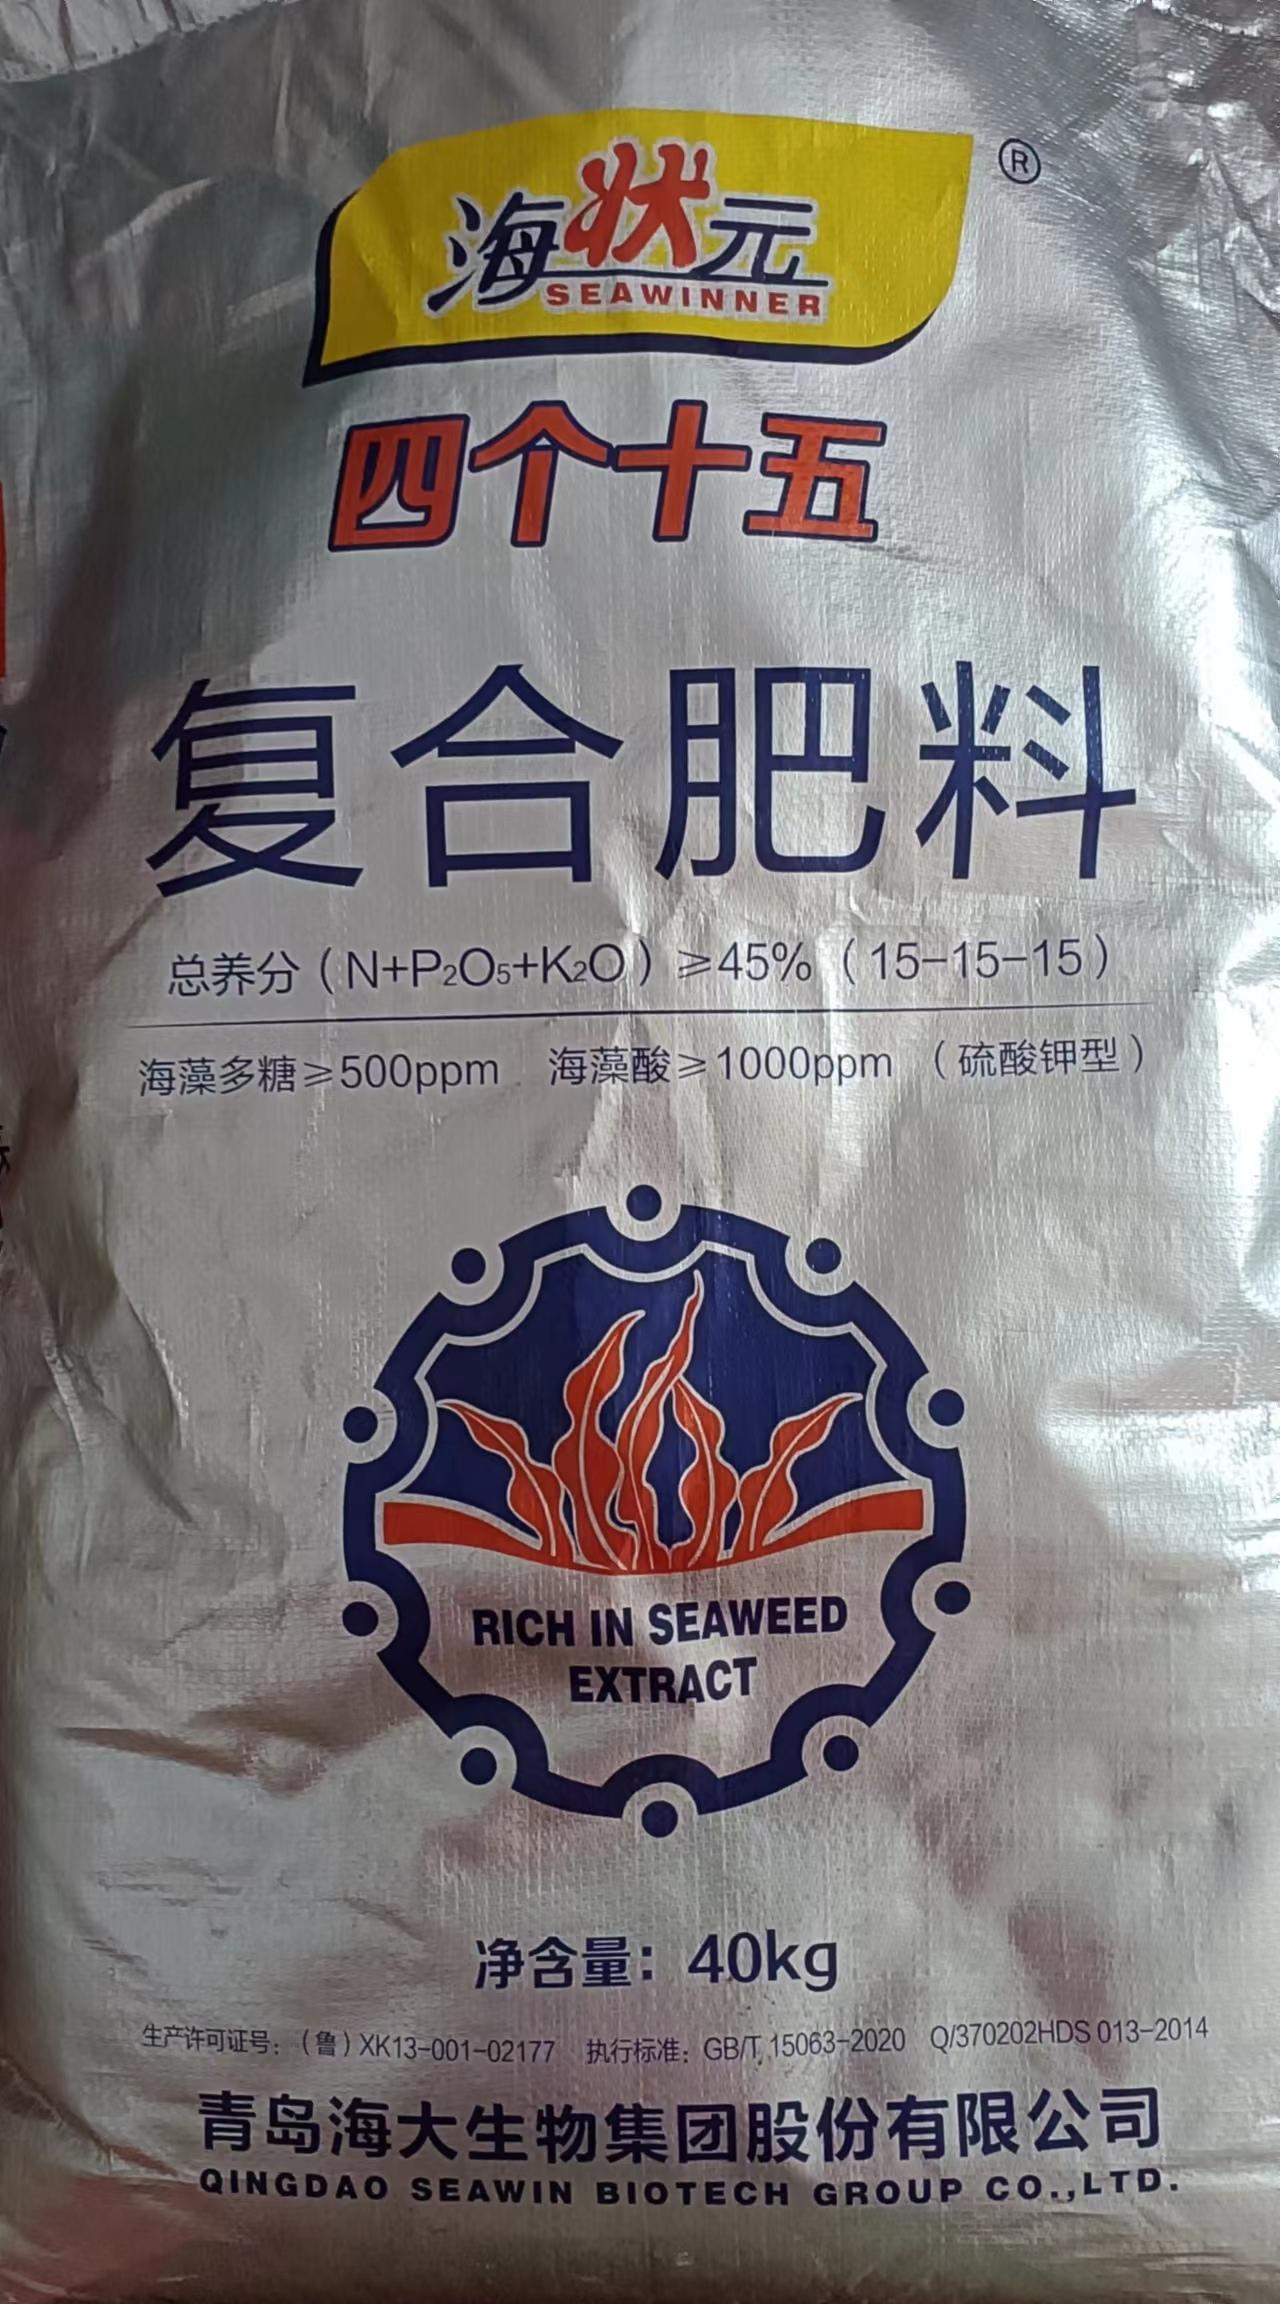 海状元
SEAWINNER
®
四个十五
复合肥料
总养分（N+P₂O₅+K₂O）≥45%（15-15-15）
海藻多糖≥500ppm 海藻酸≥1000ppm （硫酸钾型）
RICH IN SEAWEED
EXTRACT
净含量：40kg
生产许可证号：（鲁）XK13-001-02177 执行标准：GB/T 15063-2020 Q/370202HDS 013-2014
青岛海大生物集团股份有限公司
QINGDAO SEAWIN BIOTECH GROUP CO.,LTD.